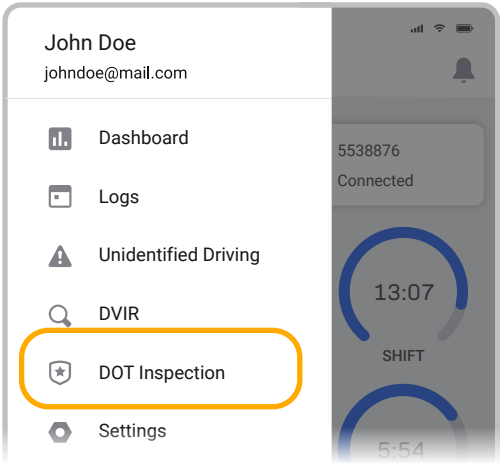 John Doe
johndoe@mail.com
Dashboard
Logs
Unidentified Driving
DVIR
DOT Inspection
Settings
5538876
Connected
13:07
SHIFT
5:54